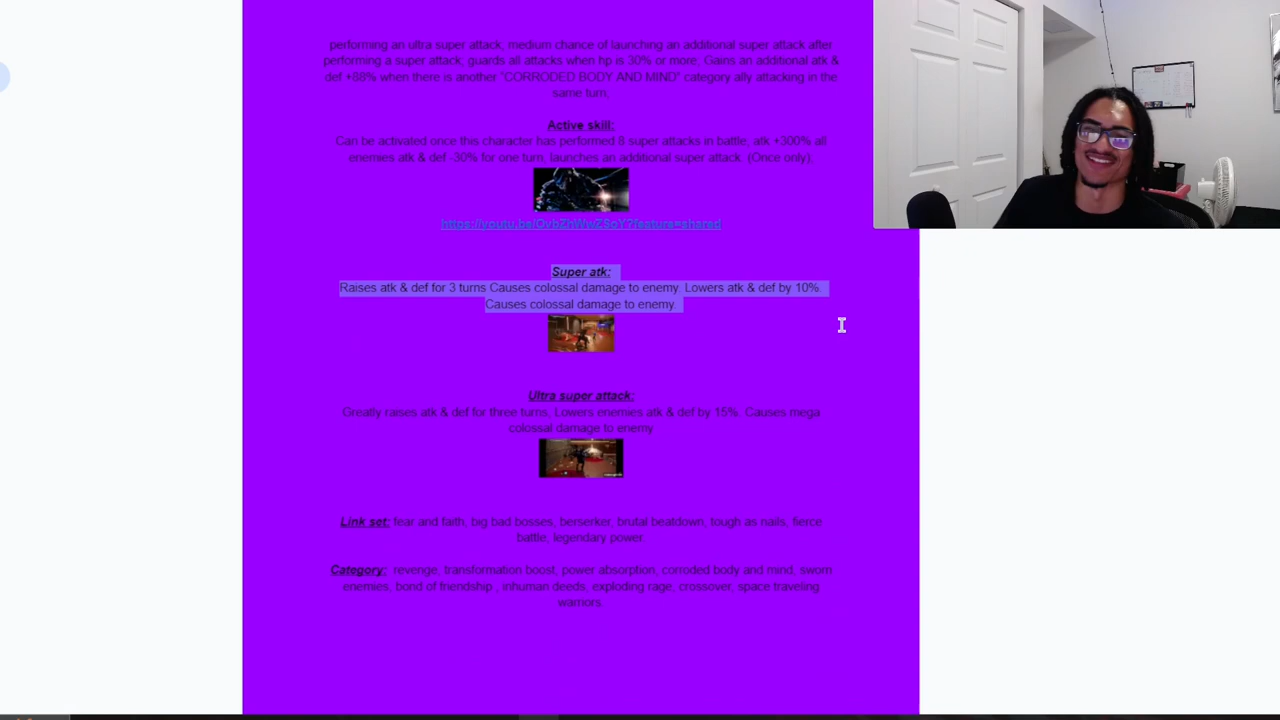 performing an ultra super attack, medium chance of launching an additional super attack after
performing a super attack; guards all attacks when hp is 30% or more; Gains an additional atk &
def +88% when there is another "CORRODED BODY AND MIND" category ally attacking in the
same turn;
Active skill:
Can be activated once this character has performed 8 super attacks in battle; atk +300% all
enemies atk & def -30% for one turn, launches an additional super attack. (Once only);
Super atk:
Raises atk & def for 3 turns Causes colossal damage to enemy. Lowers atk & def by 10%.
Causes colossal damage to enemy.
Ultra super attack:
Greatly raises atk & def for three turns, Lowers enemies atk & def by 15%. Causes mega
colossal damage to enemy
Link set: fear and faith, big bad bosses, berserker, brutal beatdown, tough as nails, fierce
battle, legendary power.
Category: revenge, transformation boost, power absorption, corroded body and mind, sworn
enemies, bond of friendship , inhuman deeds, exploding rage, crossover, space traveling
warriors.